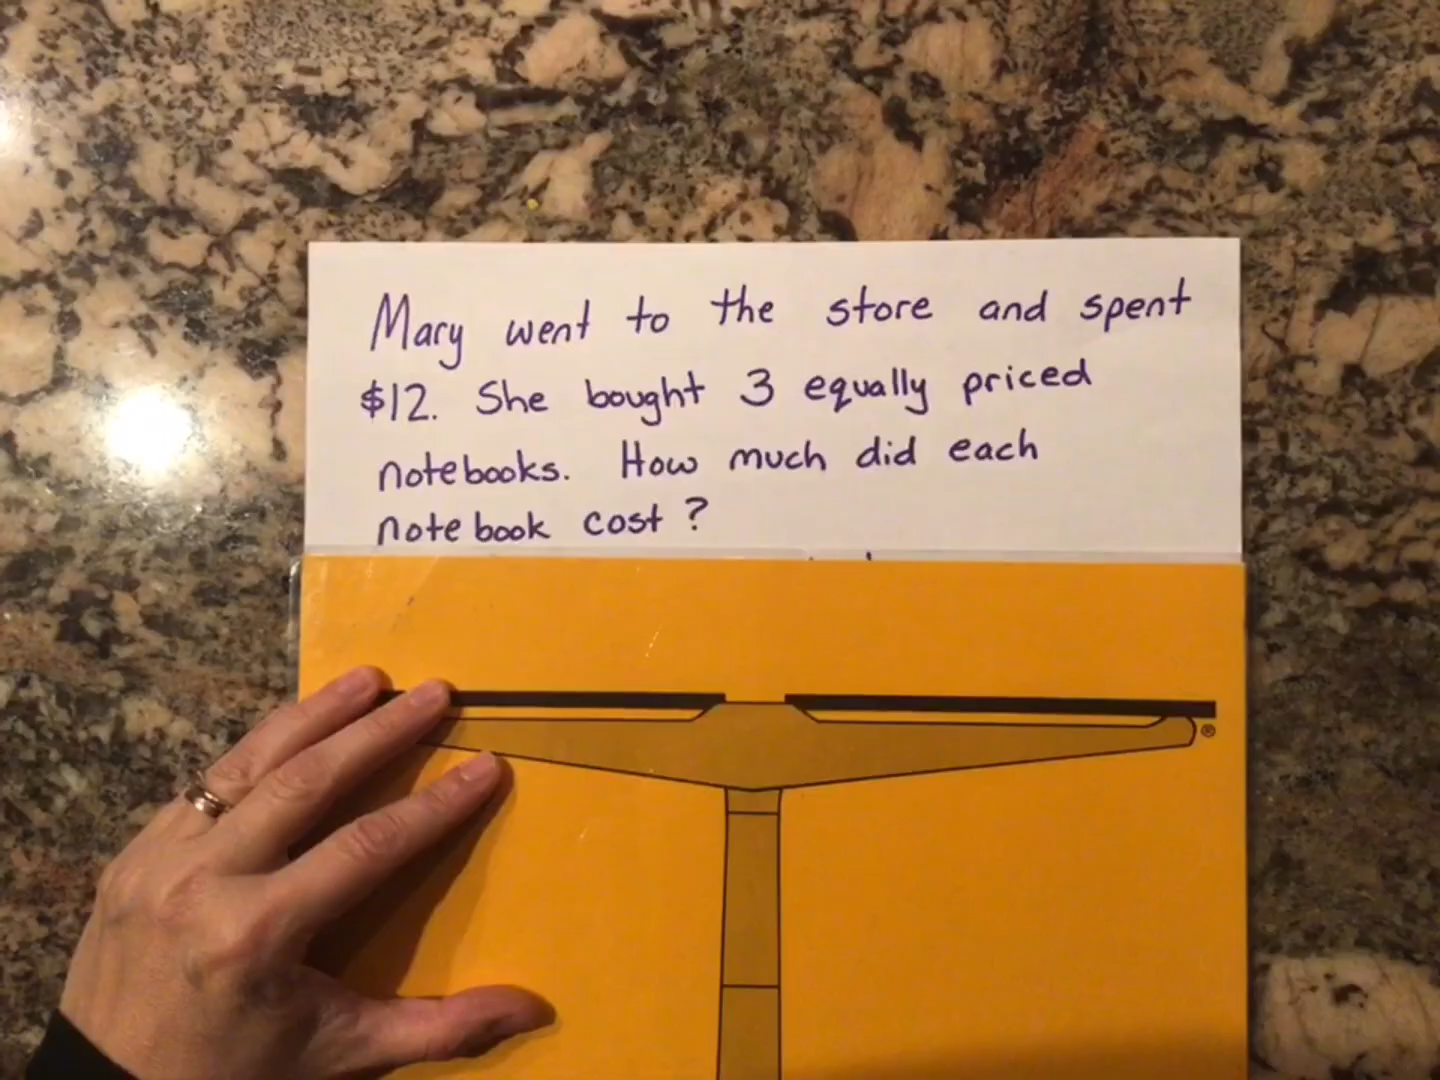 Mary went to the store and spent
$12. She bought 3 equally priced
notebooks. How much did each
notebook cost?
®